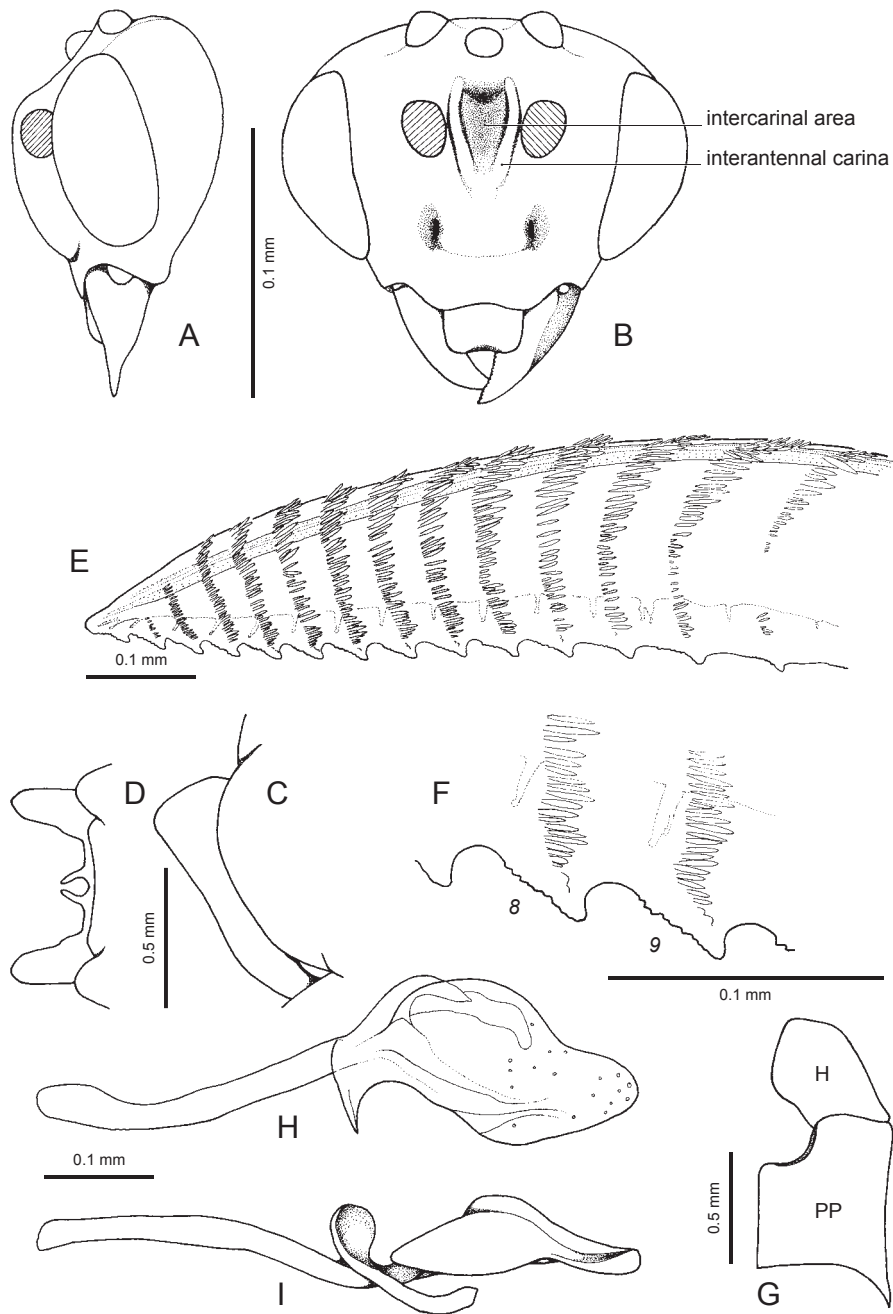 intercarinal area
interantennal carina
0.1 mm
A
B
E
0.1 mm
D
C
F
0.5 mm
8
9
0.1 mm
H
H
0.1 mm
0.5 mm
PP
I
G